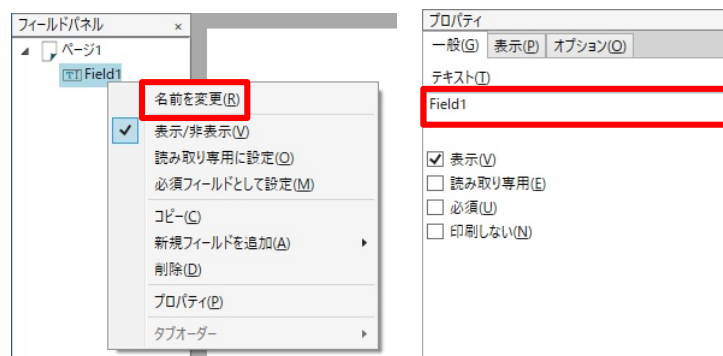 フィールドパネル ×
ページ1
TI Field1
名前を変更(R)
表示/非表示(V)
読み取り専用に設定(O)
必須フィールドとして設定(M)
コピー(C)
新規フィールドを追加(A)
削除(D)
プロパティ(P)
タブオーダー
プロパティ
一般(G) 表示(P) オプション(O)
テキスト(T)
Field1
表示(V)
読み取り専用(E)
必須(U)
印刷しない(N)